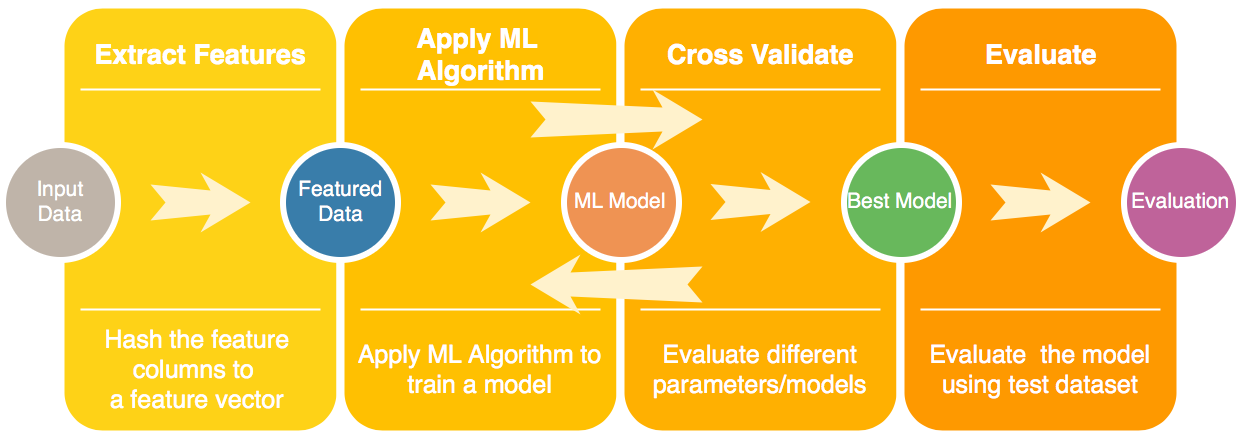 Extract Features
Apply ML
Algorithm
Cross Validate
Evaluate
Input
Data
Featured
Data
ML Model
Best Model
Evaluation
Hash the feature
columns to
a feature vector
Apply ML Algorithm to
train a model
Evaluate different
parameters/models
Evaluate  the model
using test dataset